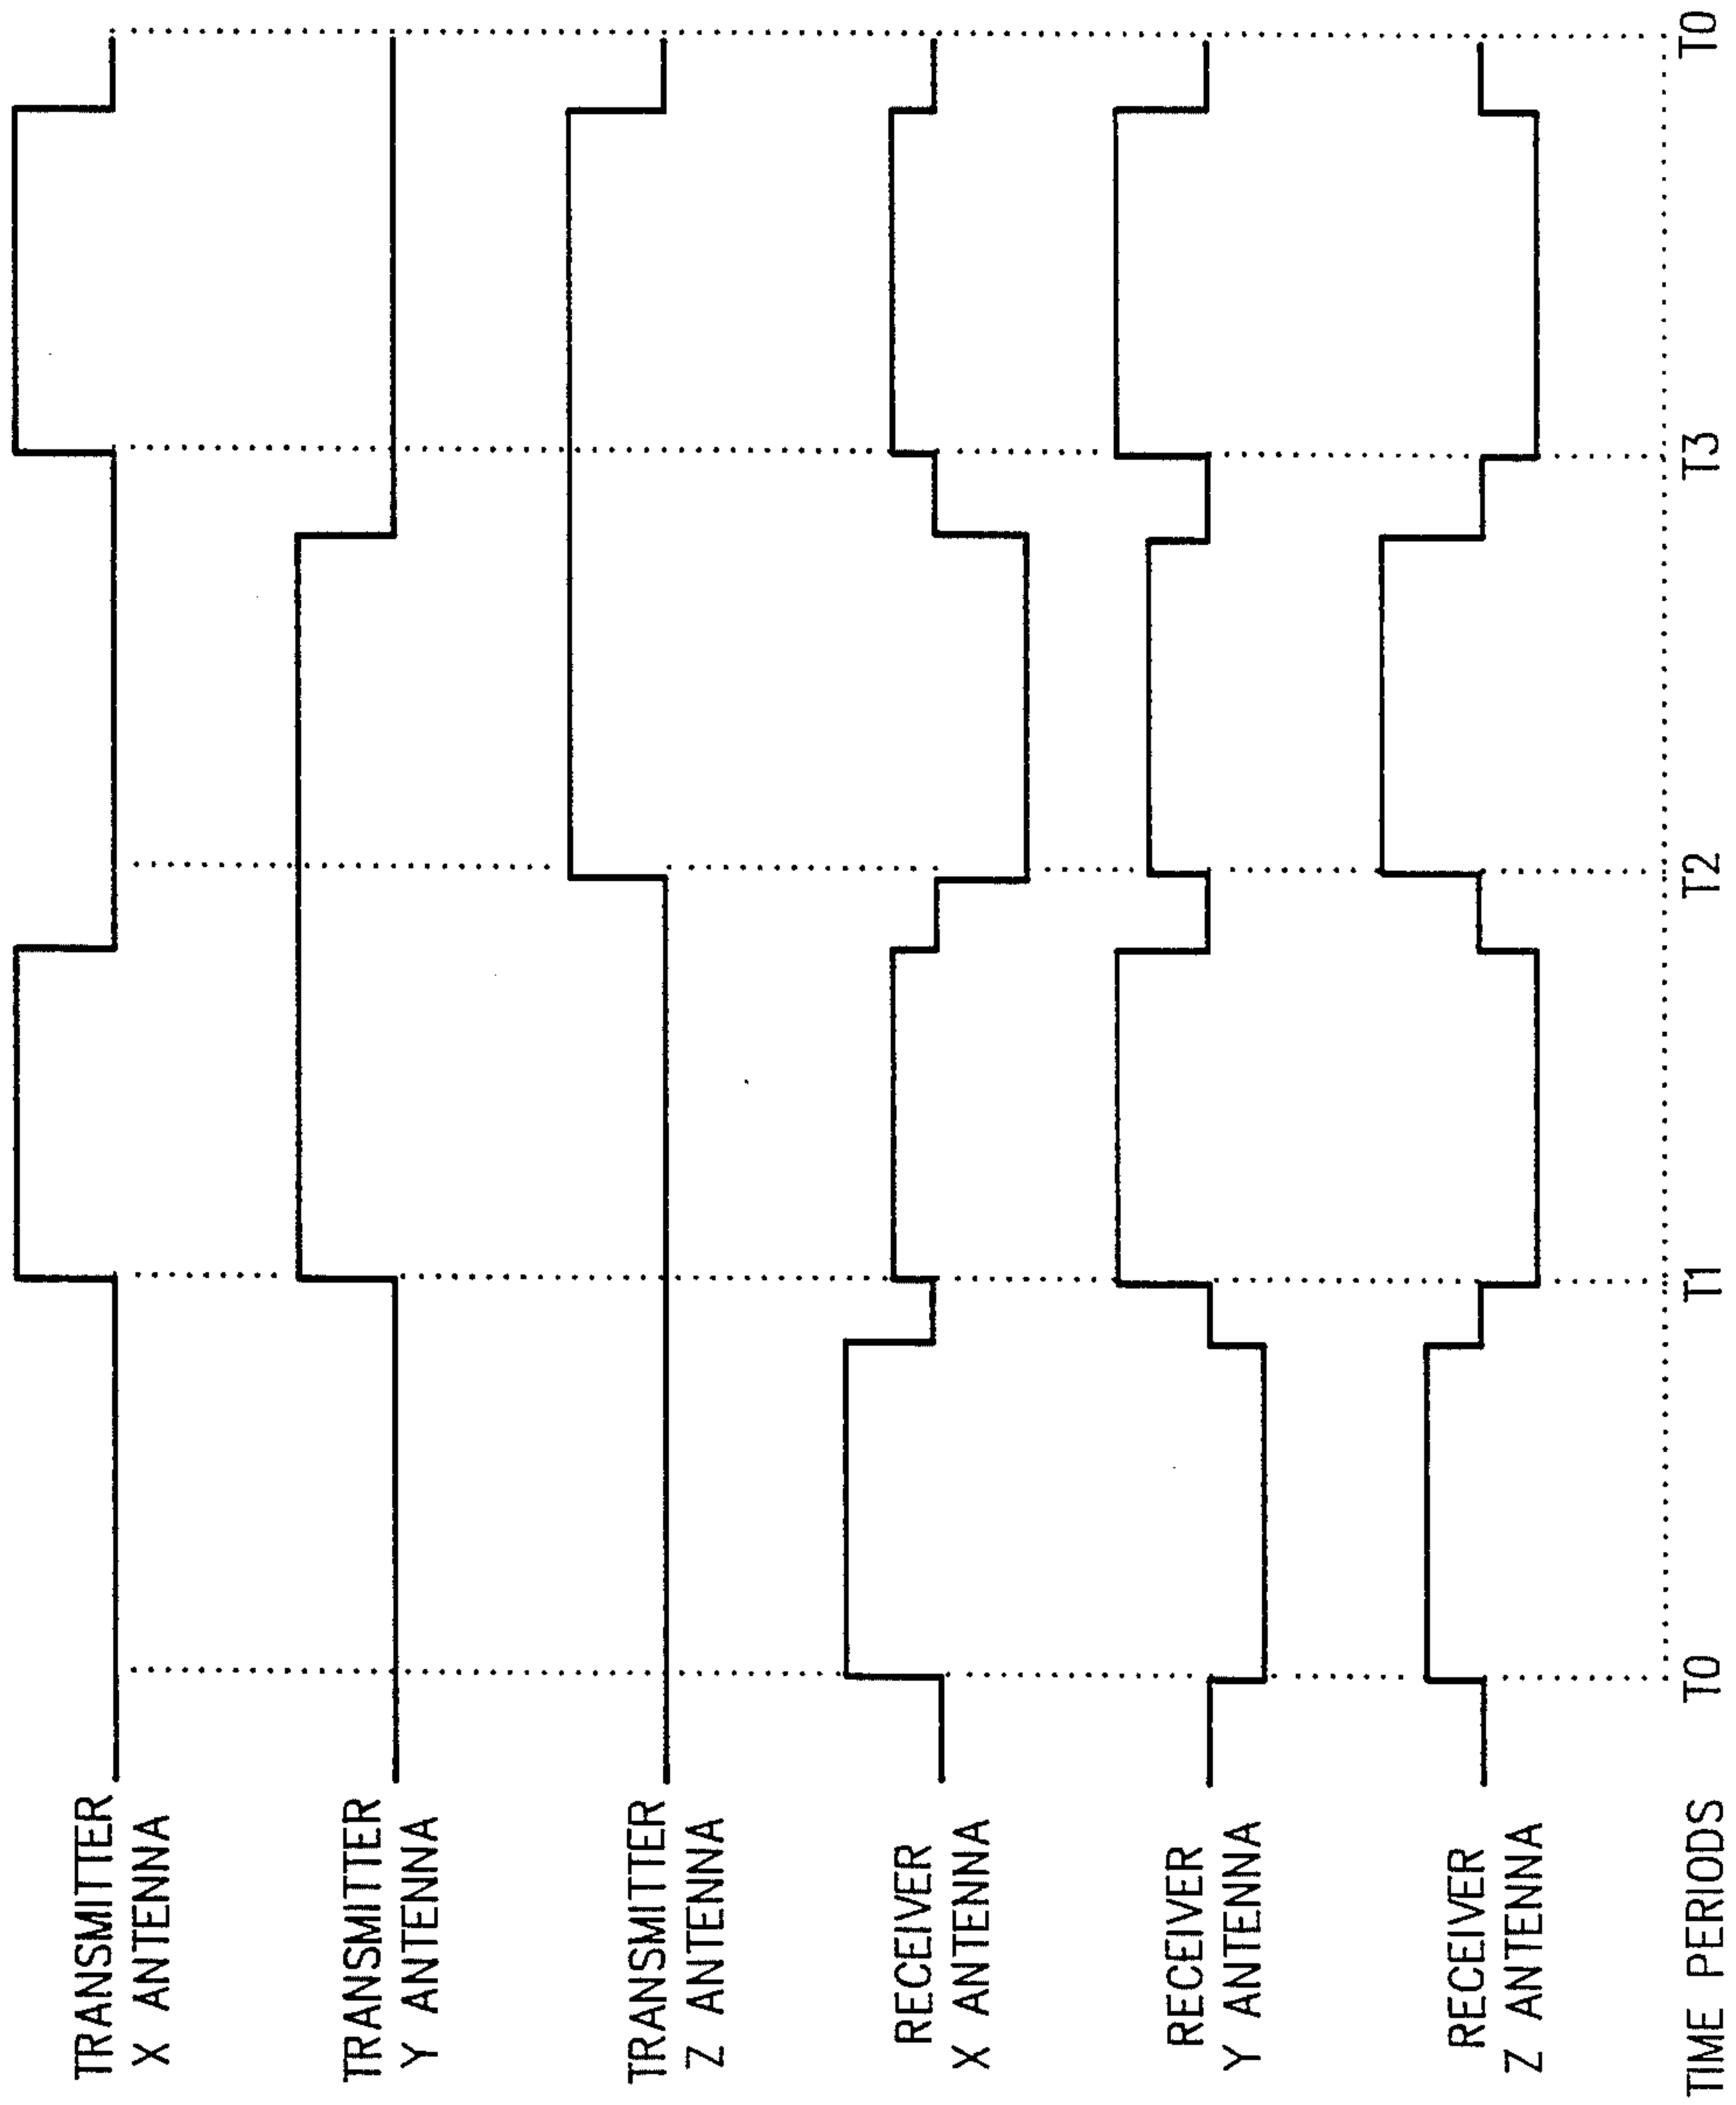 TRANSMITTER
X ANTENNA
TRANSMITTER
Y ANTENNA
TRANSMITTER
Z ANTENNA
RECEIVER
X ANTENNA
RECEIVER
Y ANTENNA
RECEIVER
Z ANTENNA
TIME PERIODS T0 T1 T2 T3 T0